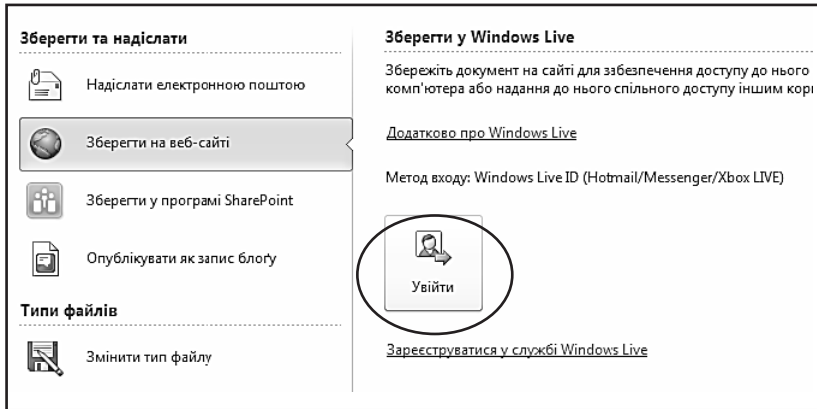 Зберегти та надіслати
Надіслати електронною поштою
Зберегти на веб-сайті
Зберегти у програмі SharePoint
Опублікувати як запис блоґу
Типи файлів
Змінити тип файлу
Зберегти у Windows Live
Збережіть документ на сайті для забезпечення доступу до нього
комп'ютера або надання до нього спільного доступу іншим
Додатково про Windows Live
Метод входу: Windows Live ID (Hotmail/Messenger/Xbox LIVE)
Увійти
Зареєструватися у службі Windows Live